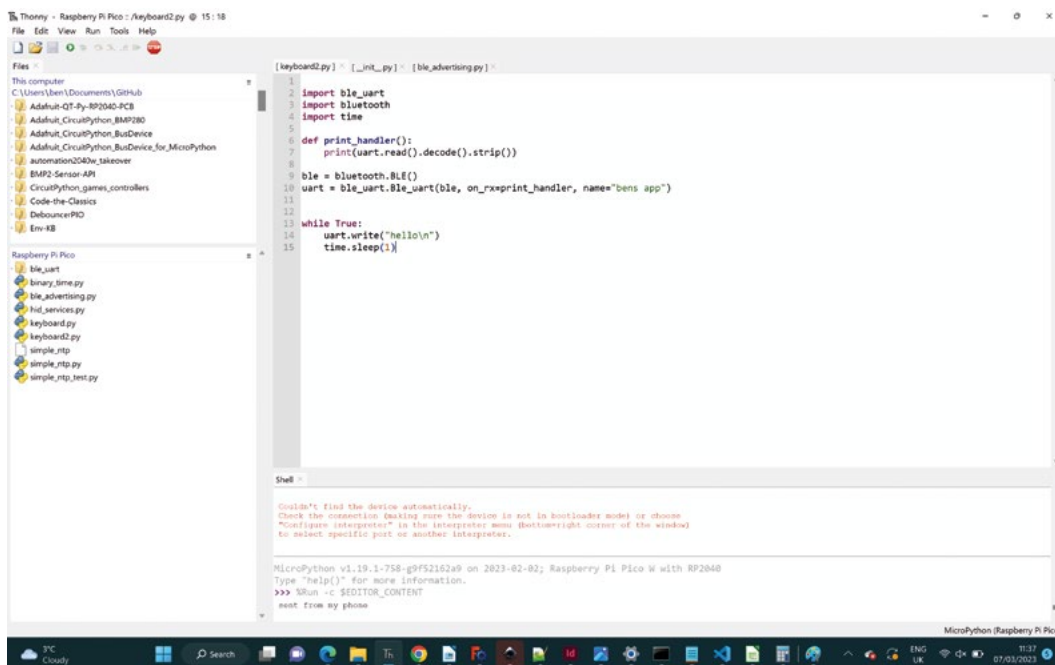 Thonny - Raspberry Pi Pico :: /keyboard2.py @ 15 : 18
File Edit View Run Tools Help
Files
This computer
C:\Users\ben\Documents\GitHub
Adafruit-QT-Py-RP2040-PCB
Adafruit_CircuitPython_BMP280
Adafruit_CircuitPython_BusDevice
Adafruit_CircuitPython_BusDevice_for_MicroPython
automation2040w_takeover
BMP2-Sensor-API
CircuitPython_games_controllers
Code-the-Classics
DebouncerPIO
Env-KB
Raspberry Pi Pico
ble_uart
binary_time.py
ble_advertising.py
hid_services.py
keyboard.py
keyboard2.py
simple_ntp
simple_ntp.py
simple_ntp_test.py
[ keyboard2.py ] [ __init__.py ] [ ble_advertising.py ]
1
2 import ble_uart
3 import bluetooth
4 import time
5
6 def print_handler():
7 print(uart.read().decode().strip())
8
9 ble = bluetooth.BLE()
10 uart = ble_uart.Ble_uart(ble, on_rx=print_handler, name="bens app")
11
12
13 while True:
14 uart.write("hello\n")
15 time.sleep(1)
Shell
Couldn't find the device automatically.
Check the connection (making sure the device is not in bootloader mode) or choose
"Configure interpreter" in the interpreter menu (bottom-right corner of the window)
to select specific port or another interpreter.
MicroPython v1.19.1-758-g9f52162a9 on 2023-02-02; Raspberry Pi Pico W with RP2040
Type "help()" for more information.
>>> %Run -c $EDITOR_CONTENT
sent from my phone
MicroPython (Raspberry Pi Pic
3°C
Cloudy
Search
Th
Fo
Id
ENG
UK
11:37
07/03/2023